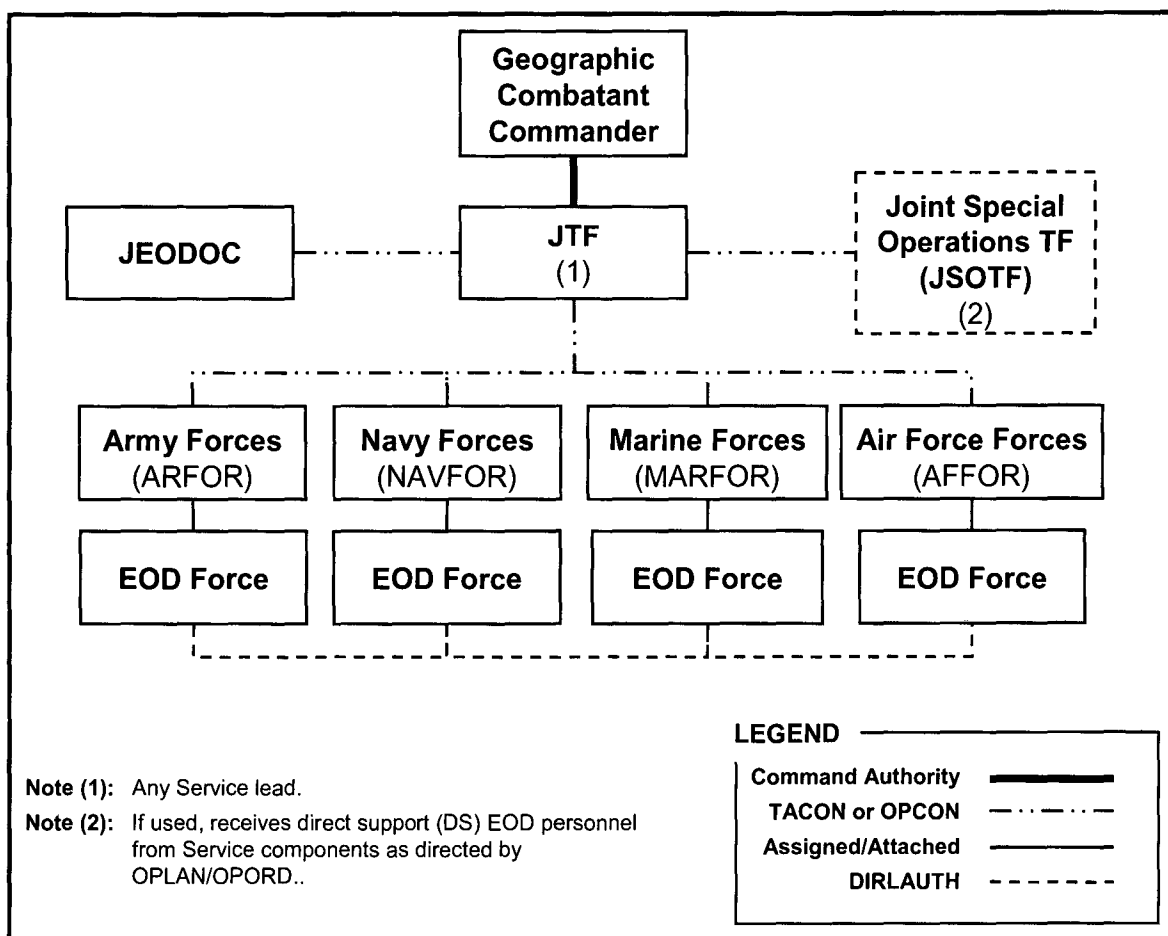 Geographic
Combatant
Commander
JEODOC
JTF
(1)
Joint Special
Operations TF
(JSOTF)
(2)
Army Forces
(ARFOR)
Navy Forces
(NAVFOR)
Marine Forces
(MARFOR)
Air Force Forces
(AFFOR)
EOD Force
EOD Force
EOD Force
EOD Force
Note (1): Any Service lead.
Note (2): If used, receives direct support (DS) EOD personnel
from Service components as directed by
OPLAN/OPORD..
LEGEND
Command Authority
TACON or OPCON
Assigned/Attached
DIRLAUTH